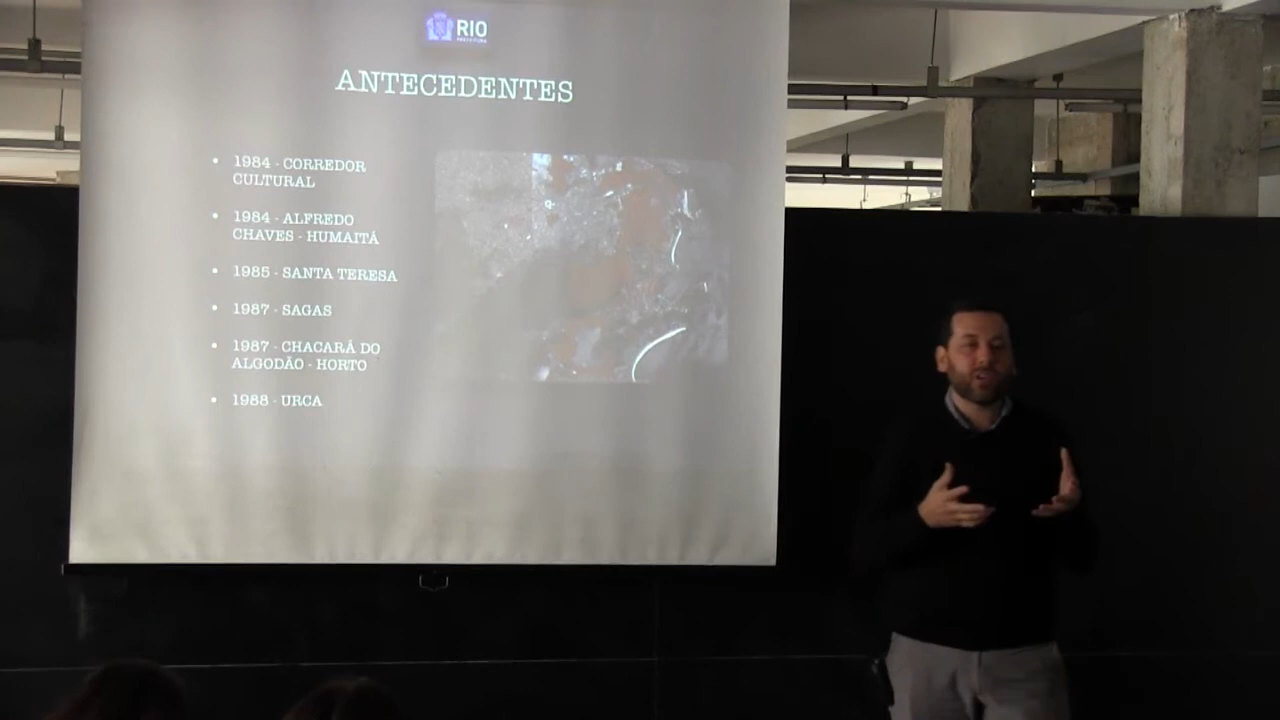 RIO
PREFEITURA
ANTECEDENTES
• 1984 - CORREDOR
CULTURAL
• 1984 - ALFREDO
CHAVES - HUMAITÁ
• 1985 - SANTA TERESA
• 1987 - SAGAS
• 1987 - CHACARÁ DO
ALGODÃO - HORTO
• 1988 - URCA